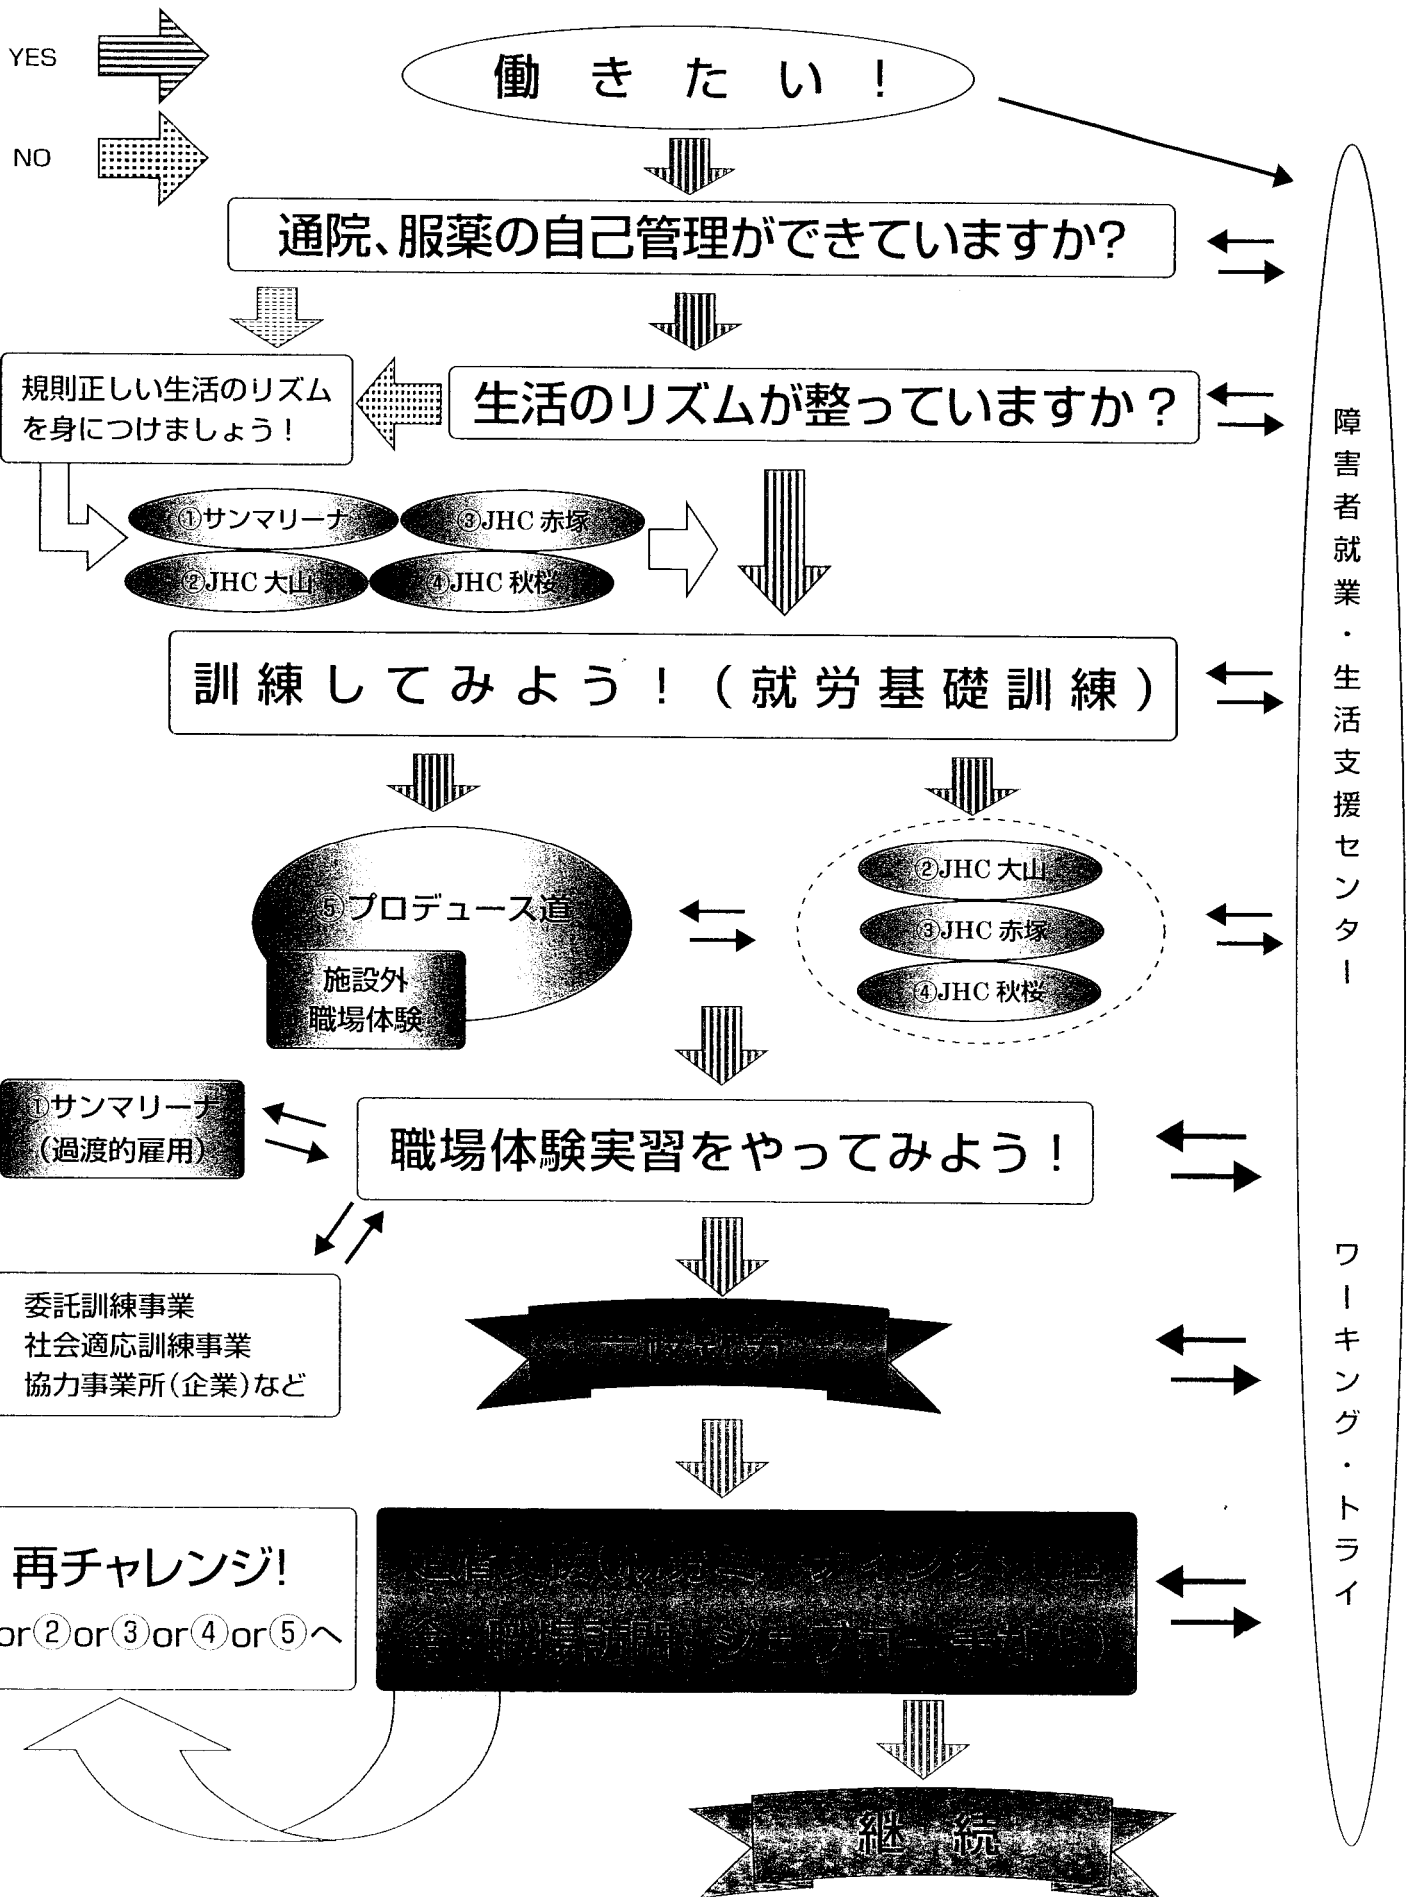 YES
NO
働きたい！
通院、服薬の自己管理ができていますか?
規則正しい生活のリズム
を身につけましょう！
生活のリズムが整っていますか？
①サンマリーナ
③JHC 赤塚
②JHC 大山
④JHC 秋桜
訓練してみよう！（就労基礎訓練）
⑤プロデュース道
施設外
職場体験
②JHC 大山
③JHC 赤塚
④JHC 秋桜
①サンマリーナ
(過渡的雇用)
職場体験実習をやってみよう！
委託訓練事業
社会適応訓練事業
協力事業所(企業)など
再チャレンジ!
or②or③or④or⑤へ
継続
障害者就業・生活支援センター
ワーキング・トライ